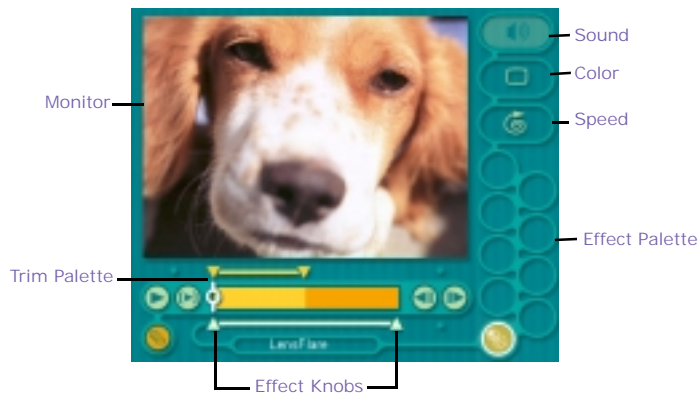 Sound
Color
Monitor
Speed
Effect Palette
Trim Palette
LensFlare
Effect Knobs